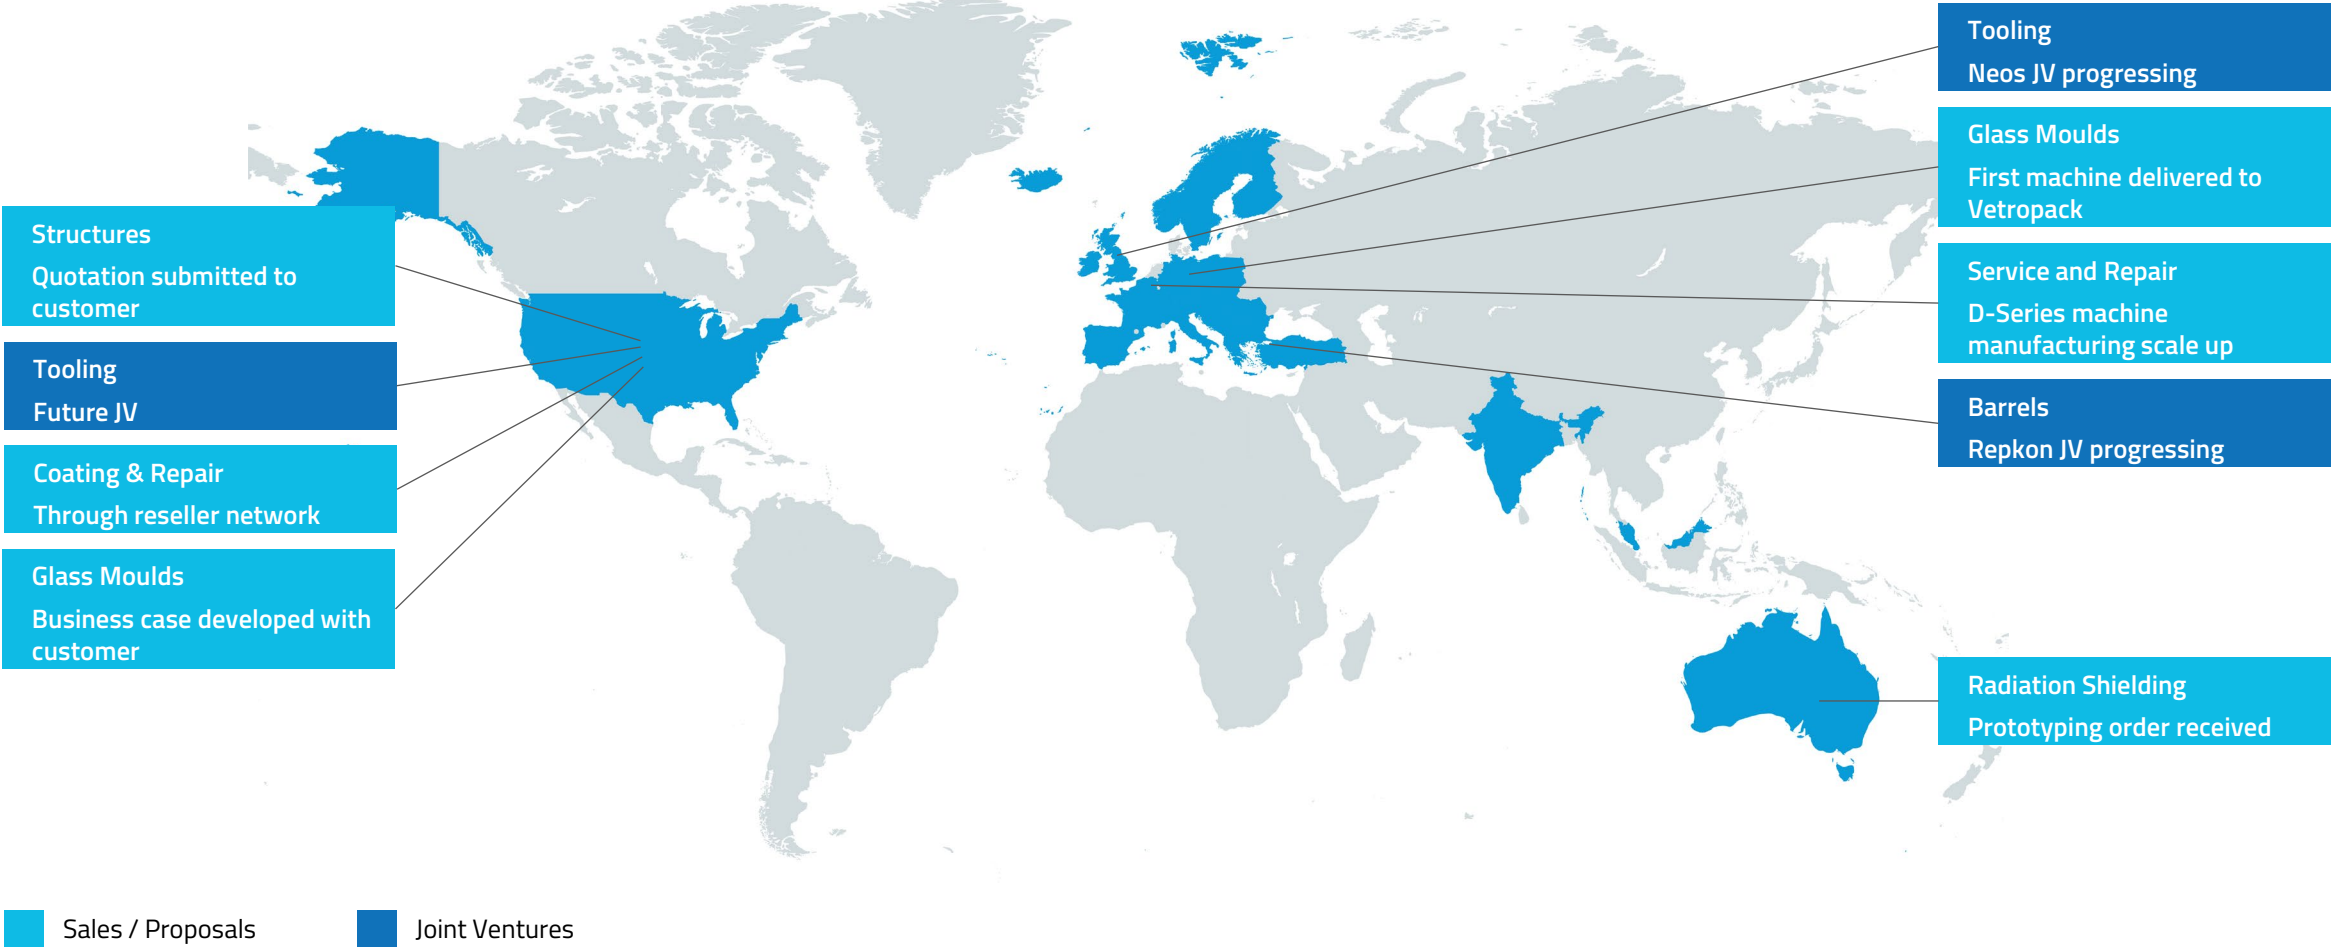 Structures
Quotation submitted to
customer
Tooling
Future JV
Coating & Repair
Through reseller network
Glass Moulds
Business case developed with
customer
Tooling
Neos JV progressing
Glass Moulds
First machine delivered to
Vetropack
Service and Repair
D-Series machine
manufacturing scale up
Barrels
Repkon JV progressing
Radiation Shielding
Prototyping order received
Sales / Proposals
Joint Ventures